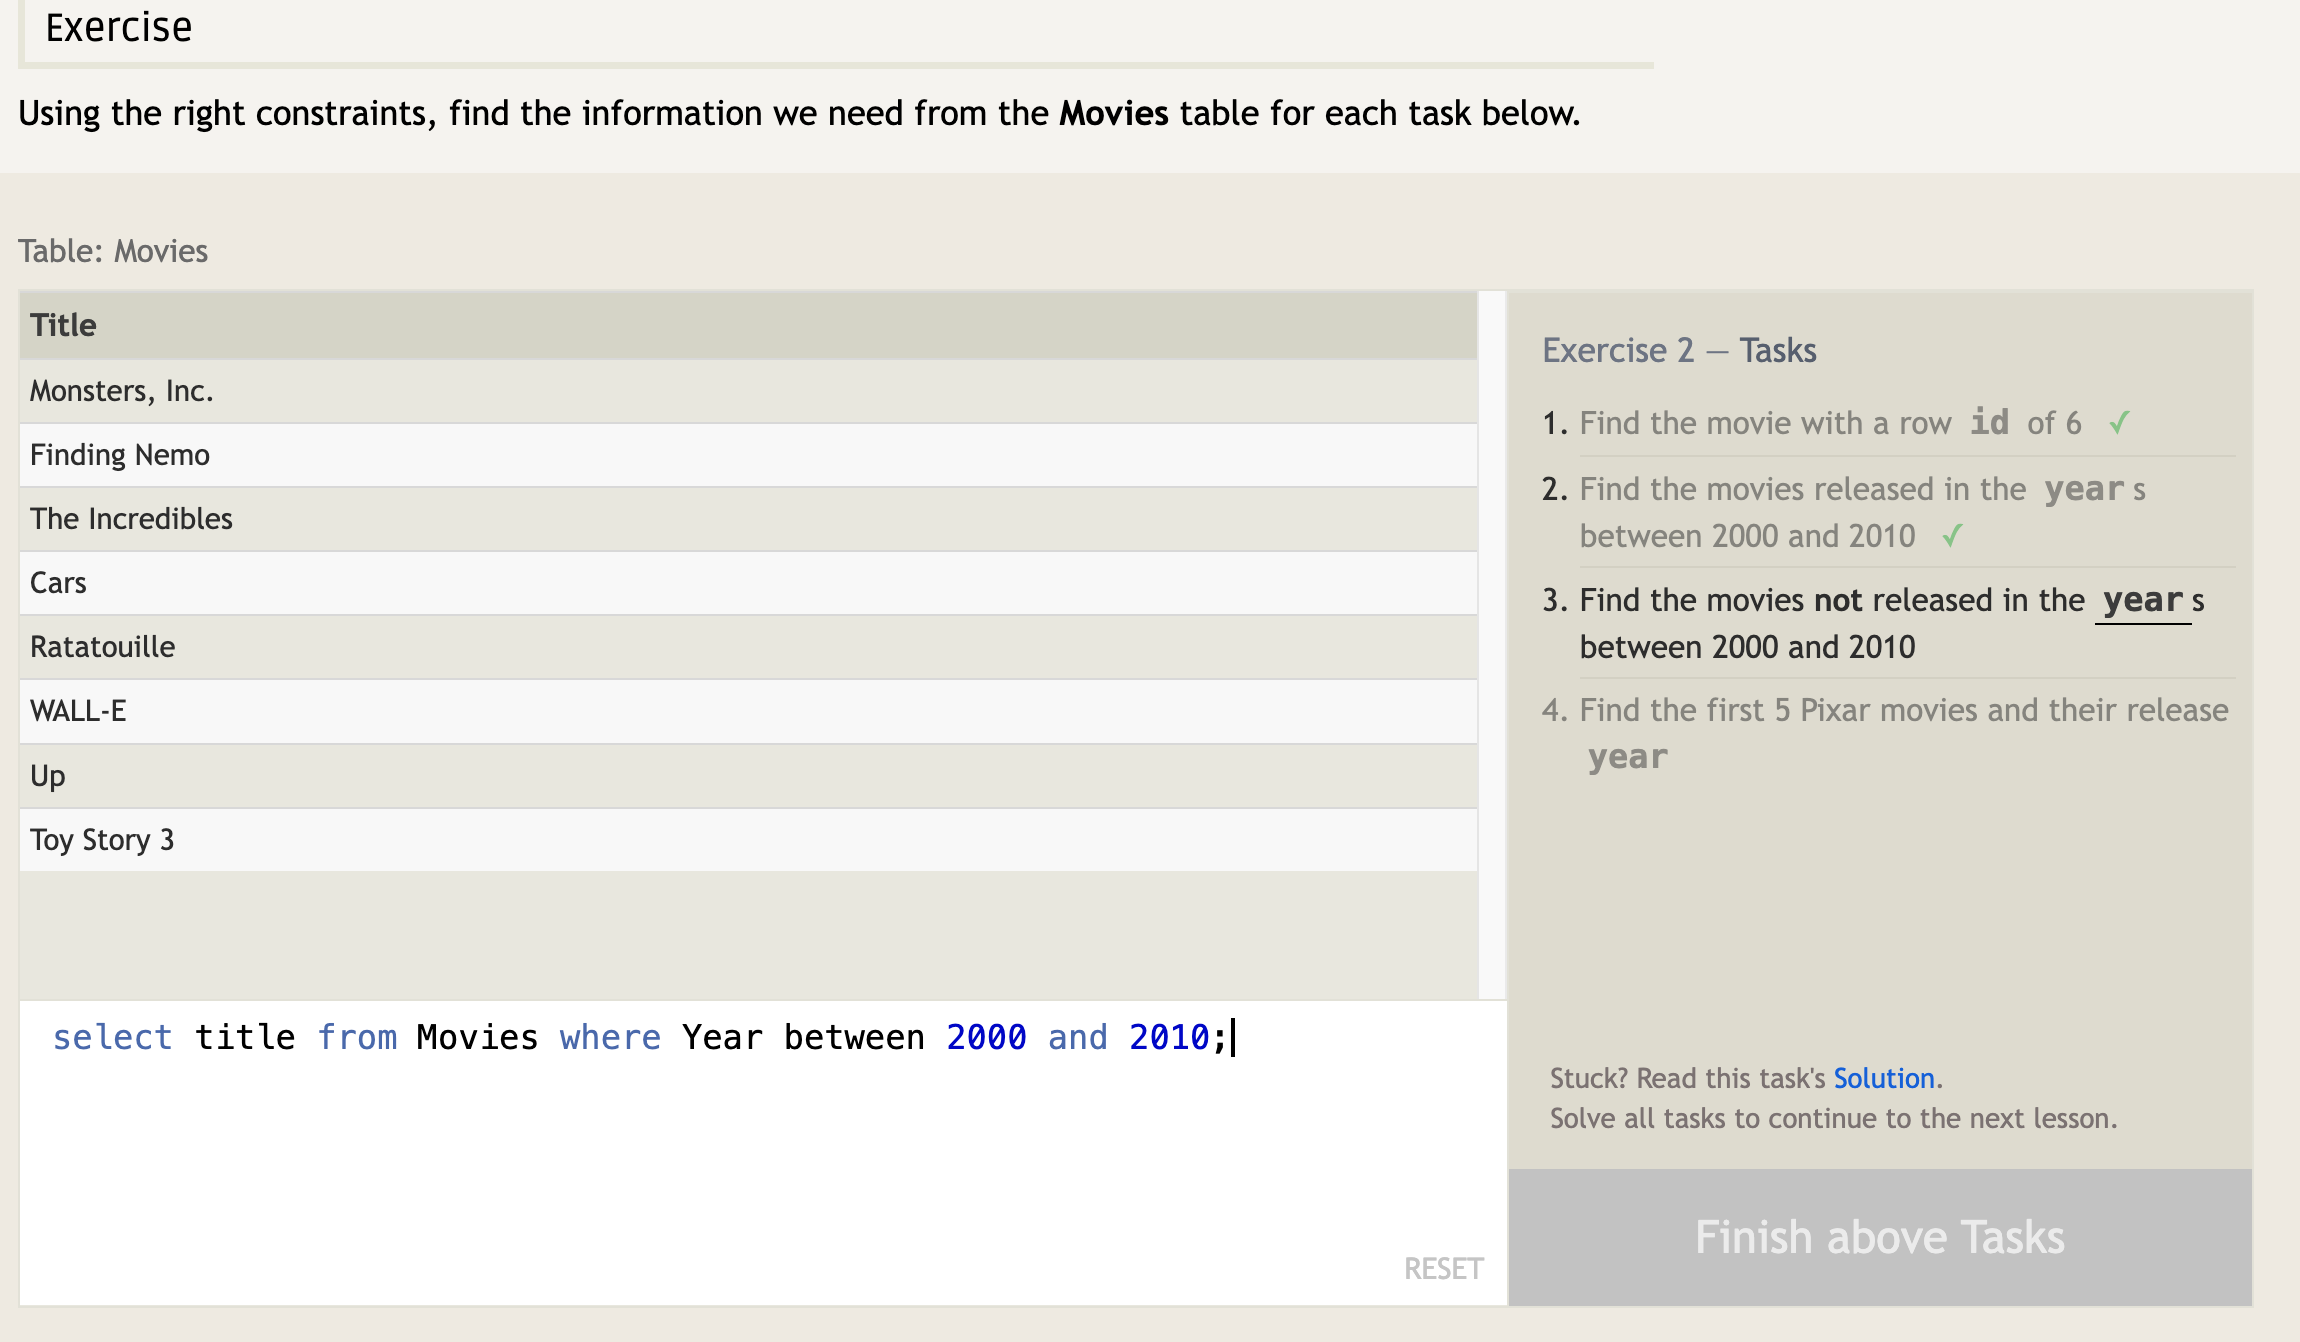 Exercise
Using the right constraints, find the information we need from the Movies table for each task below.
Table: Movies
Title
Monsters, Inc.
Finding Nemo
The Incredibles
Cars
Ratatouille
WALL-E
Up
Toy Story 3
select title from Movies where Year between 2000 and 2010;
RESET
Exercise 2 — Tasks
1. Find the movie with a row id of 6 ✓
2. Find the movies released in the year s
between 2000 and 2010 ✓
3. Find the movies not released in the year s
between 2000 and 2010
4. Find the first 5 Pixar movies and their release
year
Stuck? Read this task's Solution.
Solve all tasks to continue to the next lesson.
Finish above Tasks